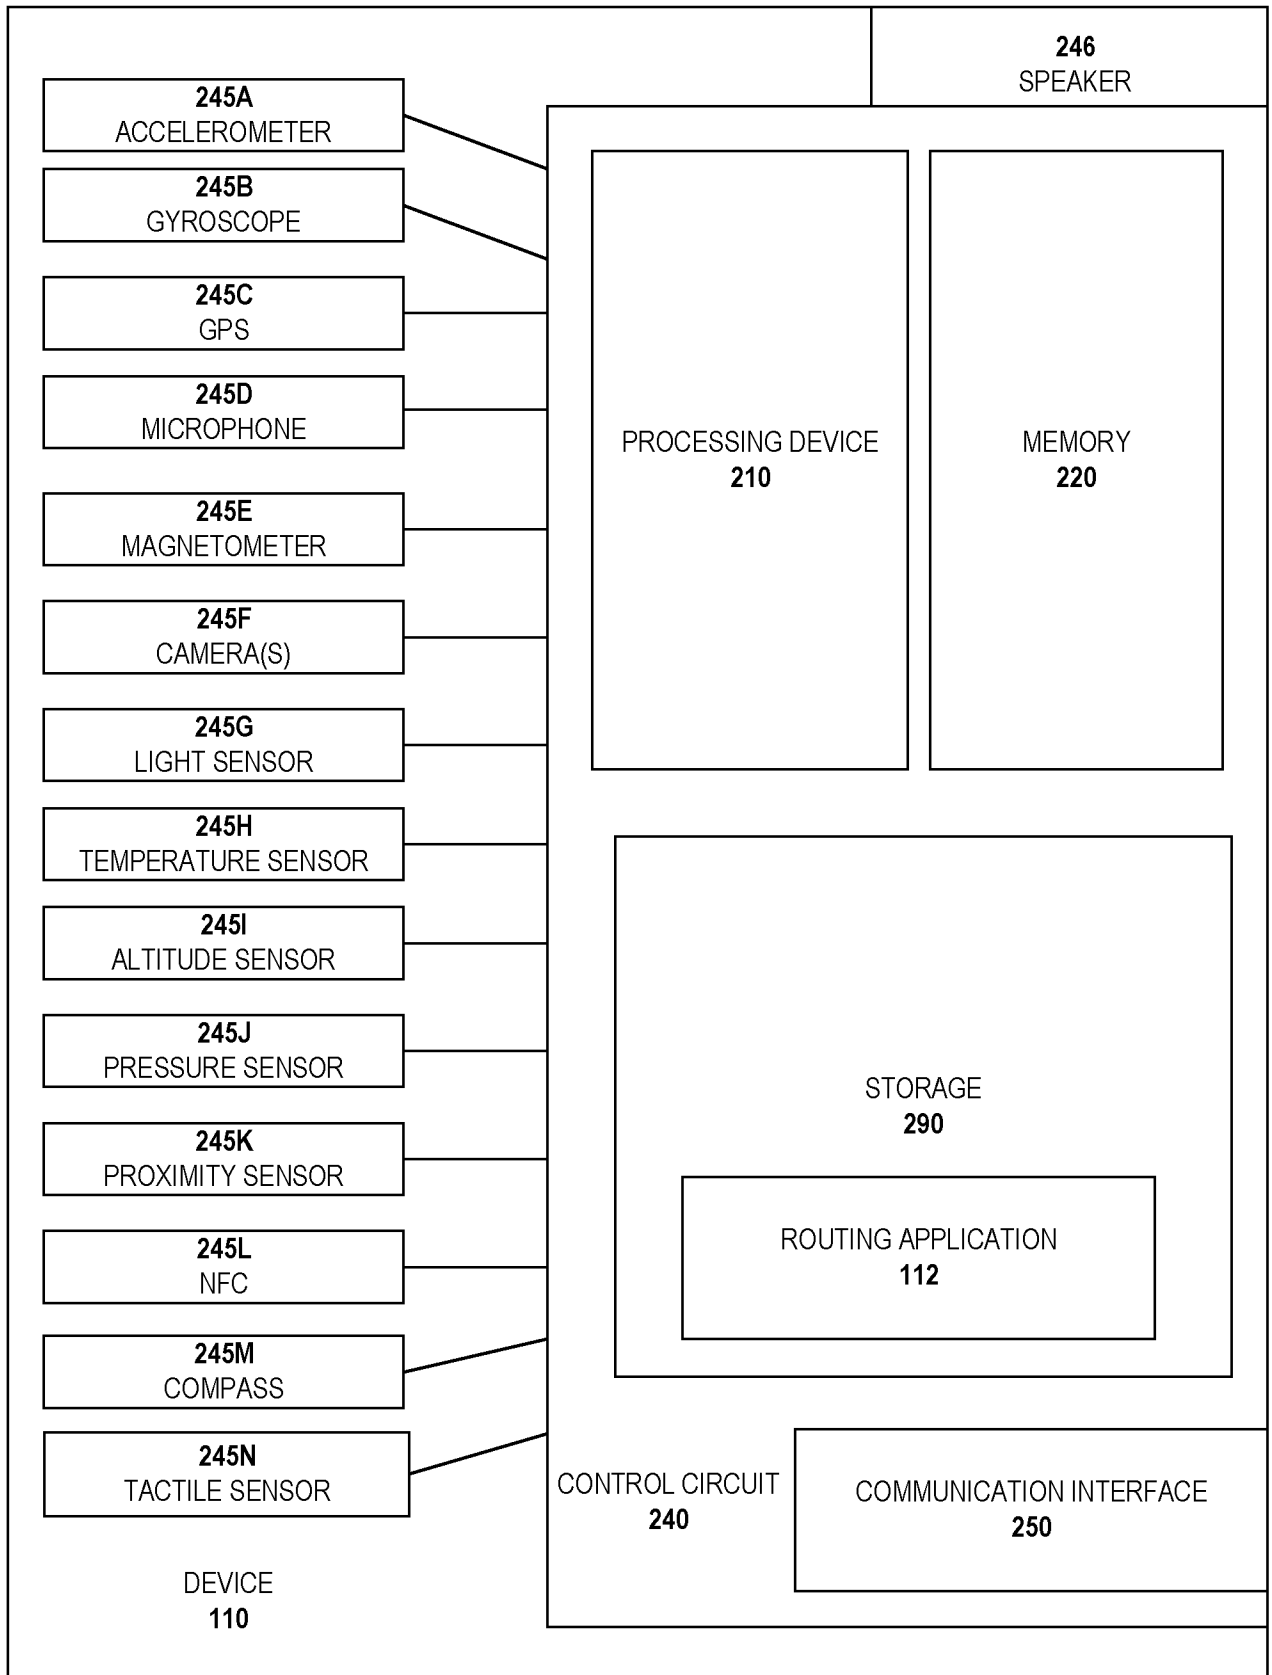 246
SPEAKER
245A
ACCELEROMETER
245B
GYROSCOPE
245C
GPS
245D
MICROPHONE
PROCESSING DEVICE
210
MEMORY
220
245E
MAGNETOMETER
245F
CAMERA(S)
245G
LIGHT SENSOR
245H
TEMPERATURE SENSOR
245I
ALTITUDE SENSOR
245J
PRESSURE SENSOR
STORAGE
290
245K
PROXIMITY SENSOR
245L
NFC
ROUTING APPLICATION
112
245M
COMPASS
245N
TACTILE SENSOR
CONTROL CIRCUIT
240
COMMUNICATION INTERFACE
250
DEVICE
110